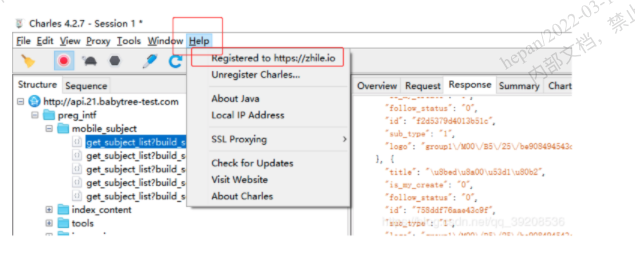 Charles 4.2.7 - Session 1 *
File Edit View Proxy Tools Window Help
Registered to https://zhile.io
Unregister Charles...
About Java
Local IP Address
SSL Proxying
Check for Updates
Visit Website
About Charles
Structure Sequence
http://api.21.babytree-test.com
preg_intf
mobile_subject
get_subject_list?build_s
get_subject_list?build_s
get_subject_list?build_s
get_subject_list?build_s
get_subject_list?build_s
index_content
tools
Overview Request Response Summary Chart
"follow_status": "0",
"id": "f2d5379d4013b51c",
"sub_type": "1",
"logo": "group1\/M00\/B5\/25\/be908494543c
}, {
"title": "\u8bed\u8a00\u53d1\u80b2",
"is_my_create": "0",
"follow_status": "0",
"id": "758ddf76aae43c9f",
"sub_type": "1",
hepan/2022-03-1
内部文档,禁止